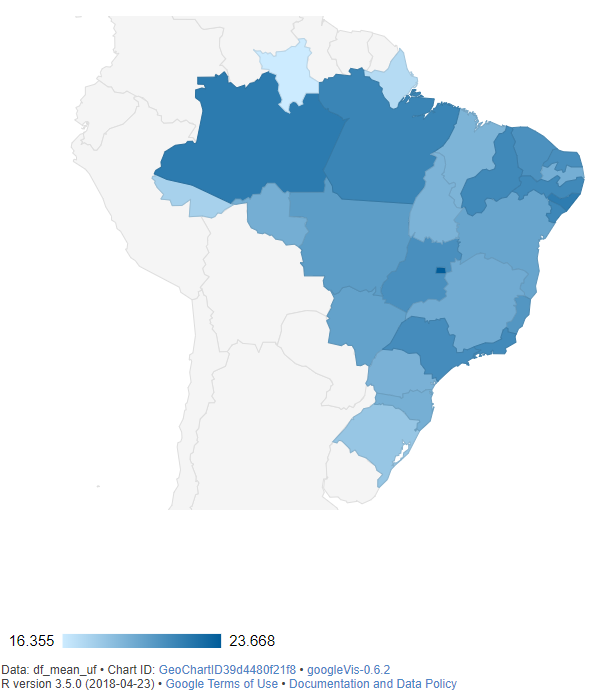 16.355 23.668
Data: df_mean_uf • Chart ID: GeoChartID39d4480f21f8 • googleVis-0.6.2
R version 3.5.0 (2018-04-23) • Google Terms of Use • Documentation and Data Policy